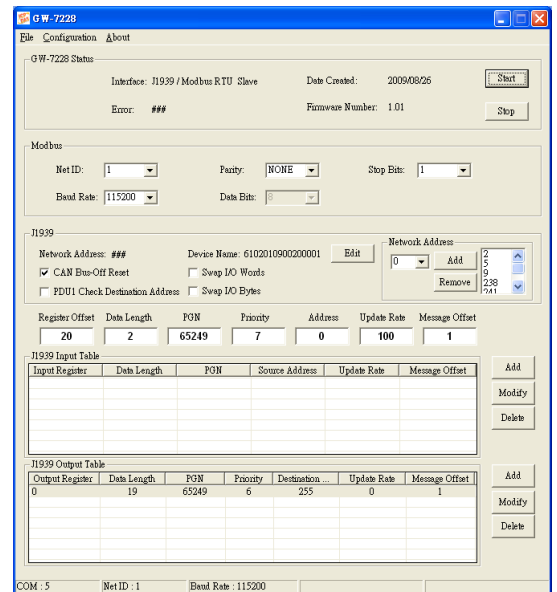 GW-7228
File Configuration About
GW-7228 Status
Interface: J1939 / Modbus RTU Slave Date Created: 2009/08/26 Start
Error: ### Firmware Number: 1.01 Stop
Modbus
Net ID: 1 Parity: NONE Stop Bits: 1
Baud Rate: 115200 Data Bits: 8
J1939
Network Address
Network Address: ### Device Name: 6102010900200001 Edit 0 Add 2
5
CAN Bus-Off Reset Swap I/O Words 9
PDU1 Check Destination Address Swap I/O Bytes Remove 238
241
Register Offset Data Length PGN Priority Address Update Rate Message Offset
20 2 65249 7 0 100 1
J1939 Input Table
Input Register Data Length PGN Source Address Update Rate Message Offset Add
Modify
Delete
J1939 Output Table
Output Register Data Length PGN Priority Destination ... Update Rate Message Offset Add
0 19 65249 6 255 0 1
Modify
Delete
COM : 5 Net ID : 1 Baud Rate : 115200